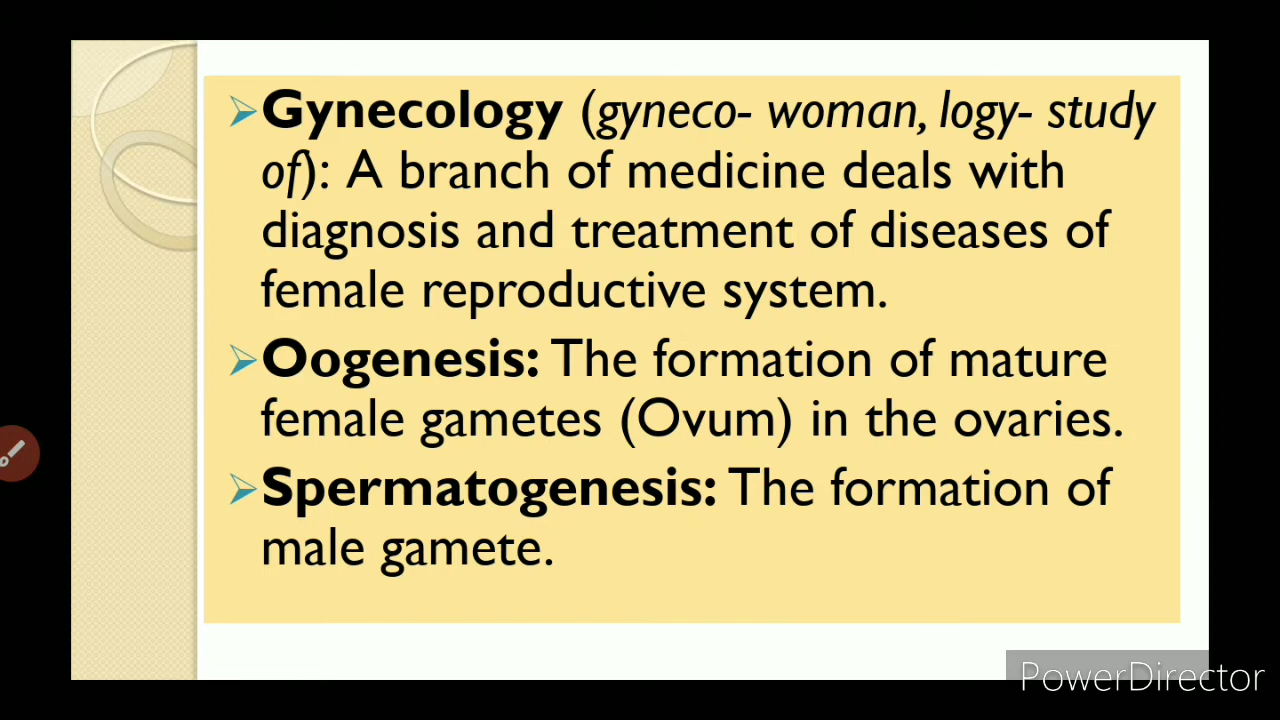 Gynecology (gyneco- woman, logy- study
of): A branch of medicine deals with
diagnosis and treatment of diseases of
female reproductive system.
Oogenesis: The formation of mature
female gametes (Ovum) in the ovaries.
Spermatogenesis: The formation of
male gamete.
PowerDirector